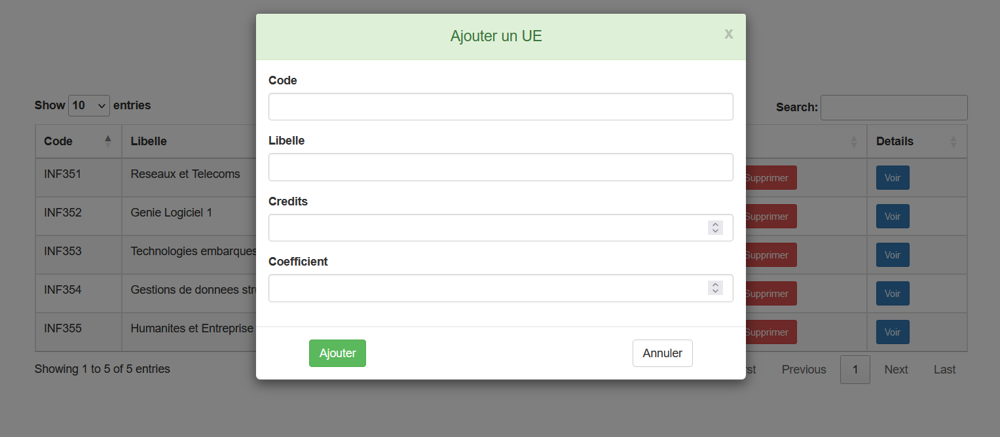 Ajouter un UE x
Code
Libelle
Credits
Coefficient
Ajouter Annuler
Show 10 entries Search:
Code Libelle Details
INF351 Reseaux et Telecoms Supprimer Voir
INF352 Genie Logiciel 1 Supprimer Voir
INF353 Technologies embarques Supprimer Voir
INF354 Gestions de donnees Supprimer Voir
INF355 Humanites et Entreprise Supprimer Voir
Showing 1 to 5 of 5 entries Previous 1 Next Last